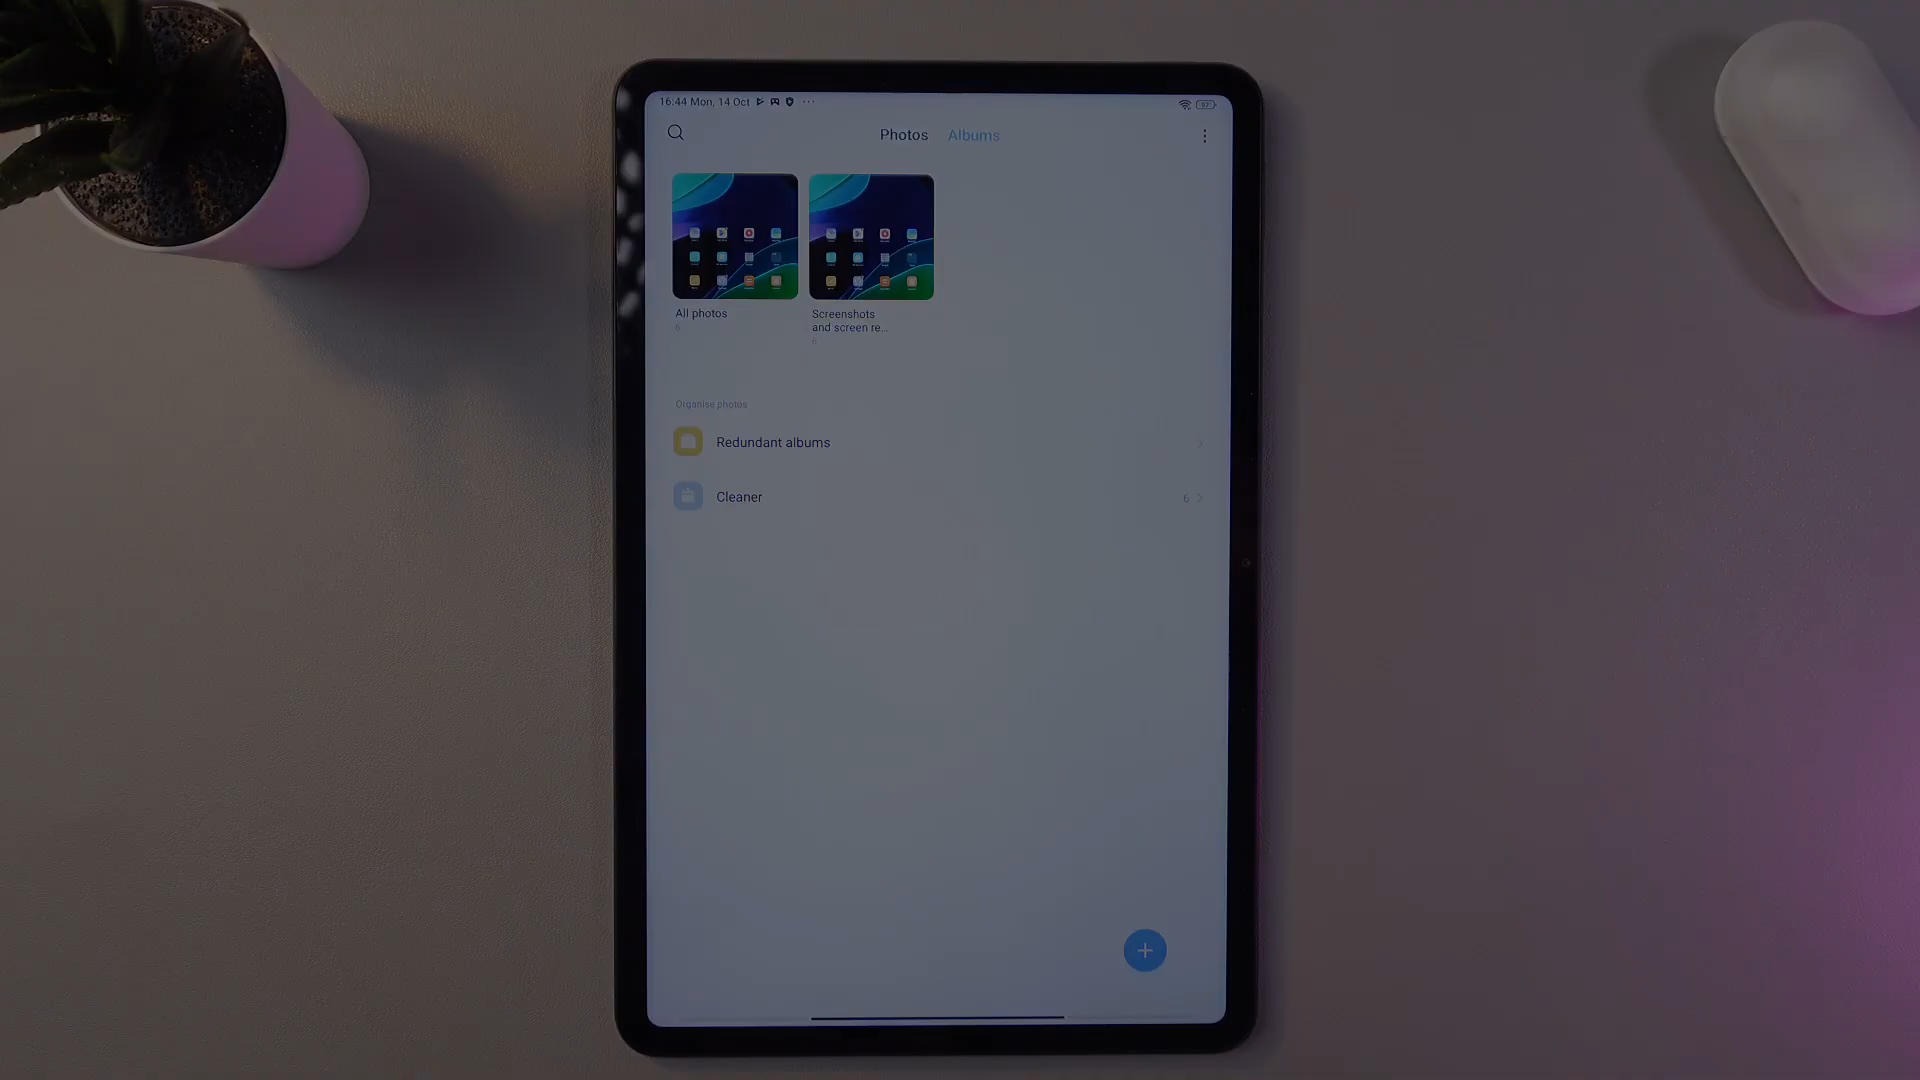 16:44 Mon, 14 Oct
Photos Albums
All photos
6
Screenshots
and screen re...
6
Organise photos
Redundant albums
Cleaner 6